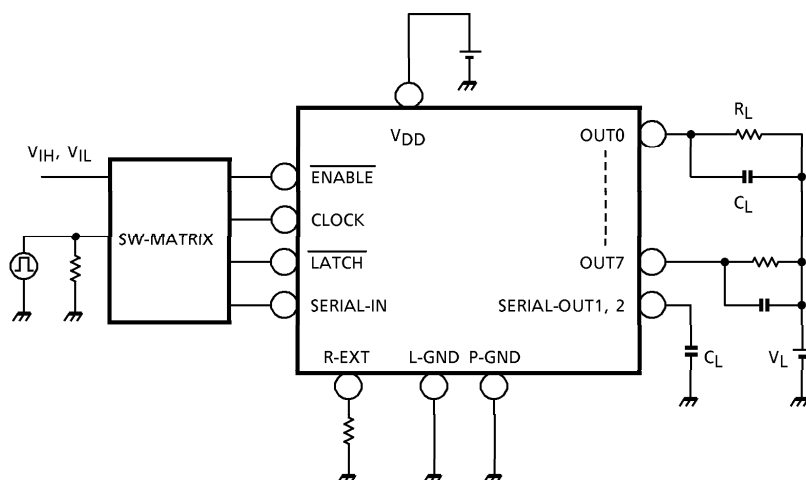 VDD
OUT0
RL
CL
VIH, VIL
SW-MATRIX
ENABLE
CLOCK
LATCH
SERIAL-IN
OUT7
SERIAL-OUT1, 2
R-EXT
L-GND
P-GND
CL
VL